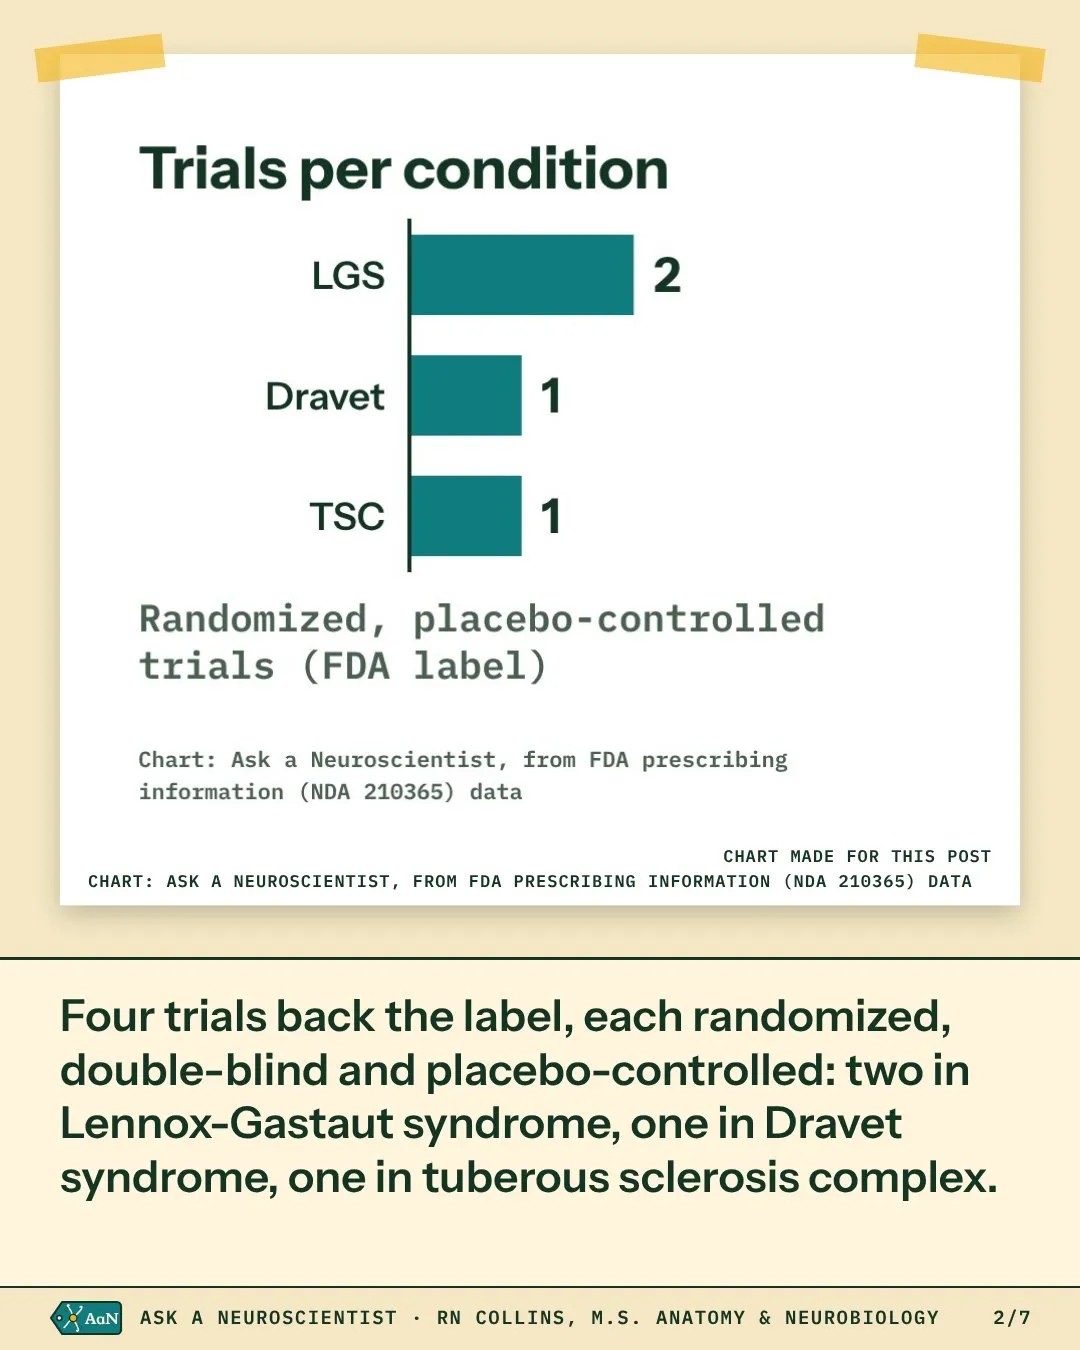 Trials per condition
LGS 2
Dravet 1
TSC 1
Randomized, placebo-controlled
trials (FDA label)
Chart: Ask a Neuroscientist, from FDA prescribing
information (NDA 210365) data
CHART MADE FOR THIS POST
CHART: ASK A NEUROSCIENTIST, FROM FDA PRESCRIBING INFORMATION (NDA 210365) DATA
Four trials back the label, each randomized,
double-blind and placebo-controlled: two in
Lennox-Gastaut syndrome, one in Dravet
syndrome, one in tuberous sclerosis complex.
AaN ASK A NEUROSCIENTIST · RN COLLINS, M.S. ANATOMY & NEUROBIOLOGY 2/7